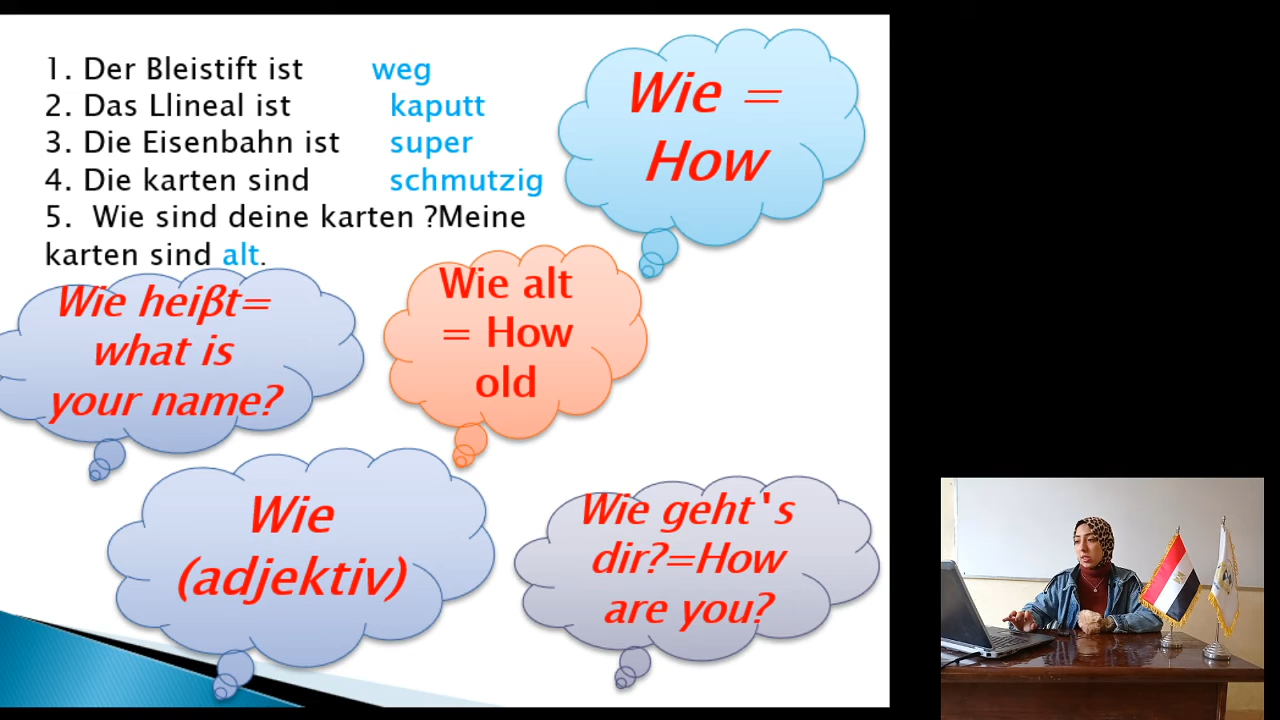 1. Der Bleistift ist weg
2. Das Llineal ist kaputt
3. Die Eisenbahn ist super
4. Die karten sind schmutzig
5. Wie sind deine karten ?Meine
karten sind alt.
Wie =
How
Wie heiβt=
what is
your name?
Wie alt
= How
old
Wie
(adjektiv)
Wie geht's
dir?=How
are you?